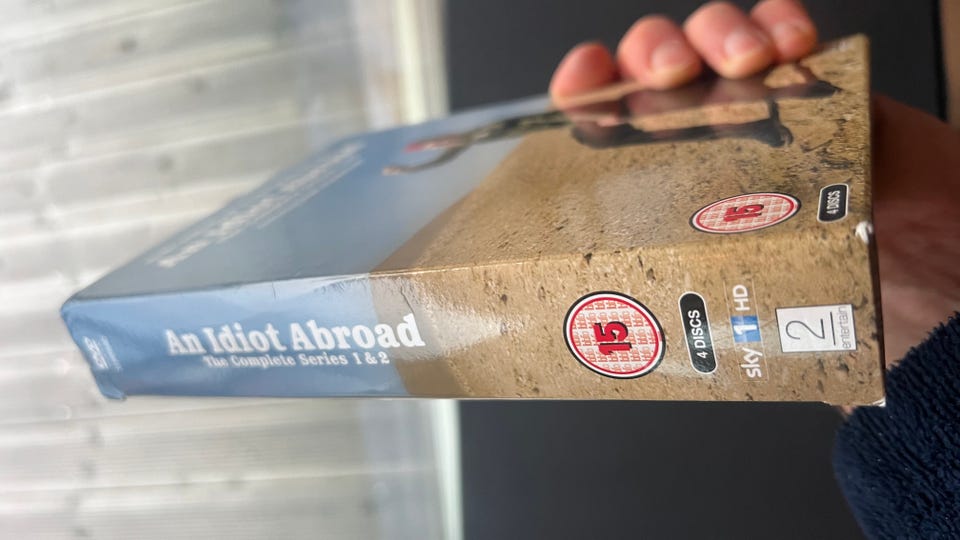 An Idiot Abroad
The Complete Series 1 & 2
15
4 DISCS
sky 1 HD
2
entertain
15
4 DISCS